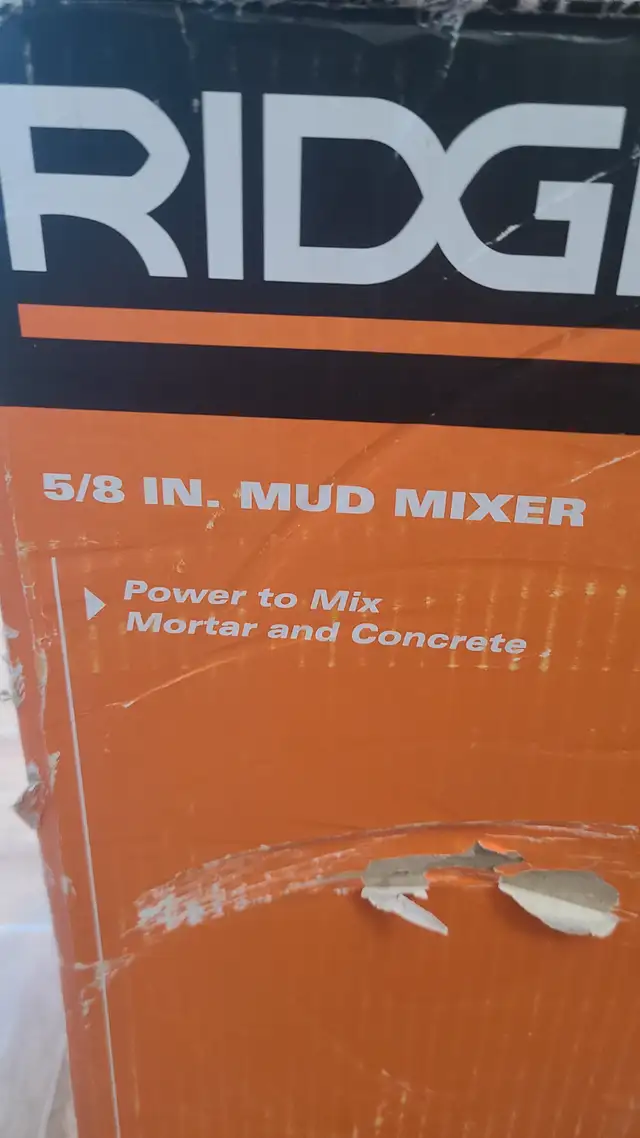 RIDG
5/8 IN. MUD MIXER
Power to Mix
Mortar and Concrete